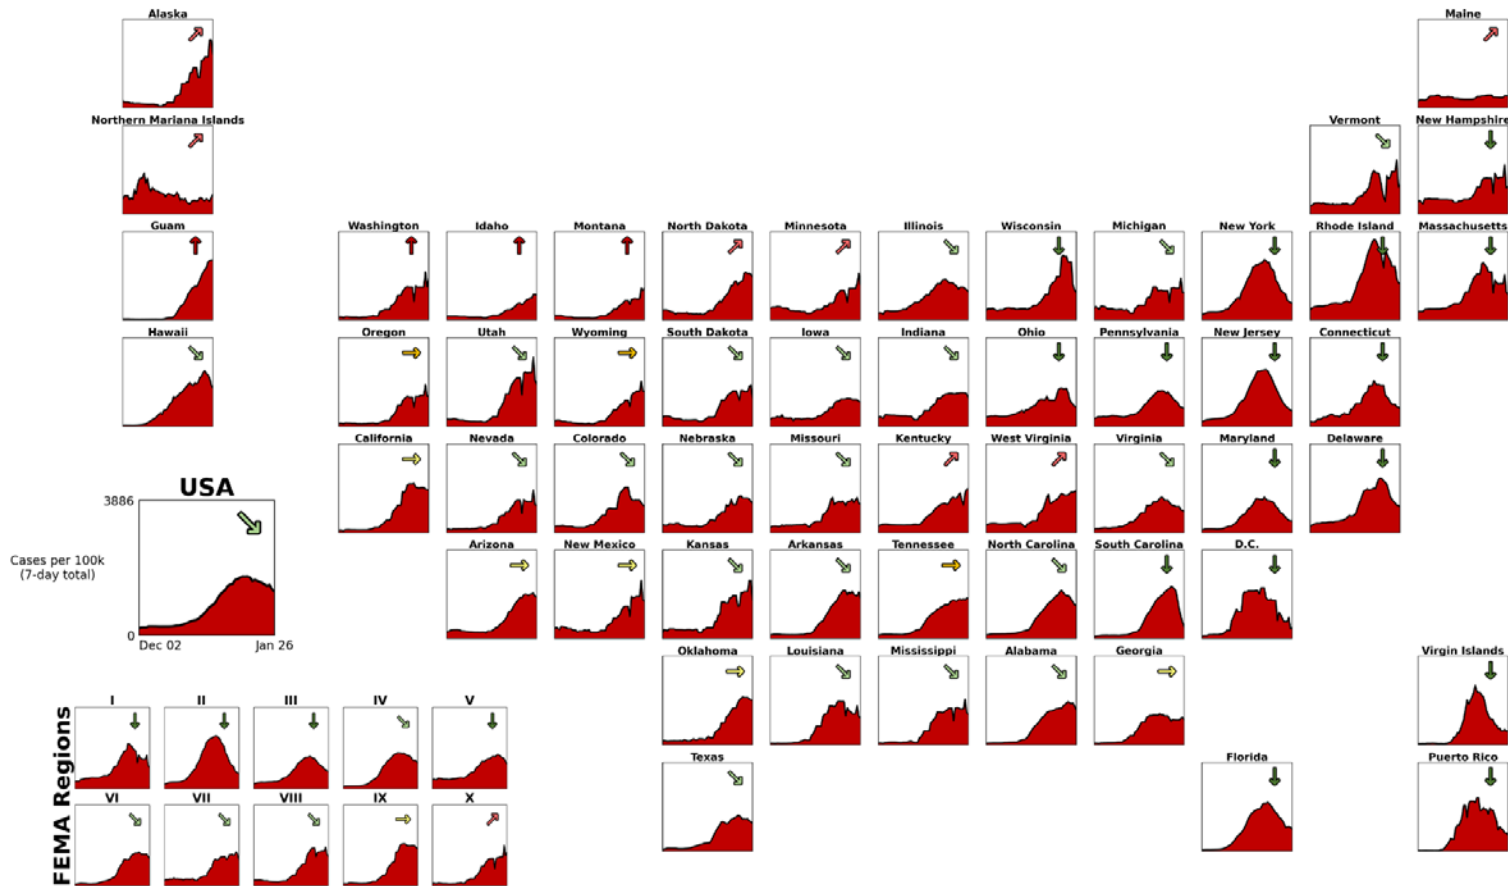 Alaska
Maine
Northern Mariana Islands
Vermont
New Hampshire
Guam
Washington
Idaho
Montana
North Dakota
Minnesota
Illinois
Wisconsin
Michigan
New York
Rhode Island
Massachusetts
Hawaii
Oregon
Utah
Wyoming
South Dakota
Iowa
Indiana
Ohio
Pennsylvania
New Jersey
Connecticut
California
Nevada
Colorado
Nebraska
Missouri
Kentucky
West Virginia
Virginia
Maryland
Delaware
USA
3886
Cases per 100k
(7-day total)
0
Dec 02
Jan 26
Arizona
New Mexico
Kansas
Arkansas
Tennessee
North Carolina
South Carolina
D.C.
Oklahoma
Louisiana
Mississippi
Alabama
Georgia
Virgin Islands
FEMA Regions
I
II
III
IV
V
Texas
Florida
Puerto Rico
VI
VII
VIII
IX
X